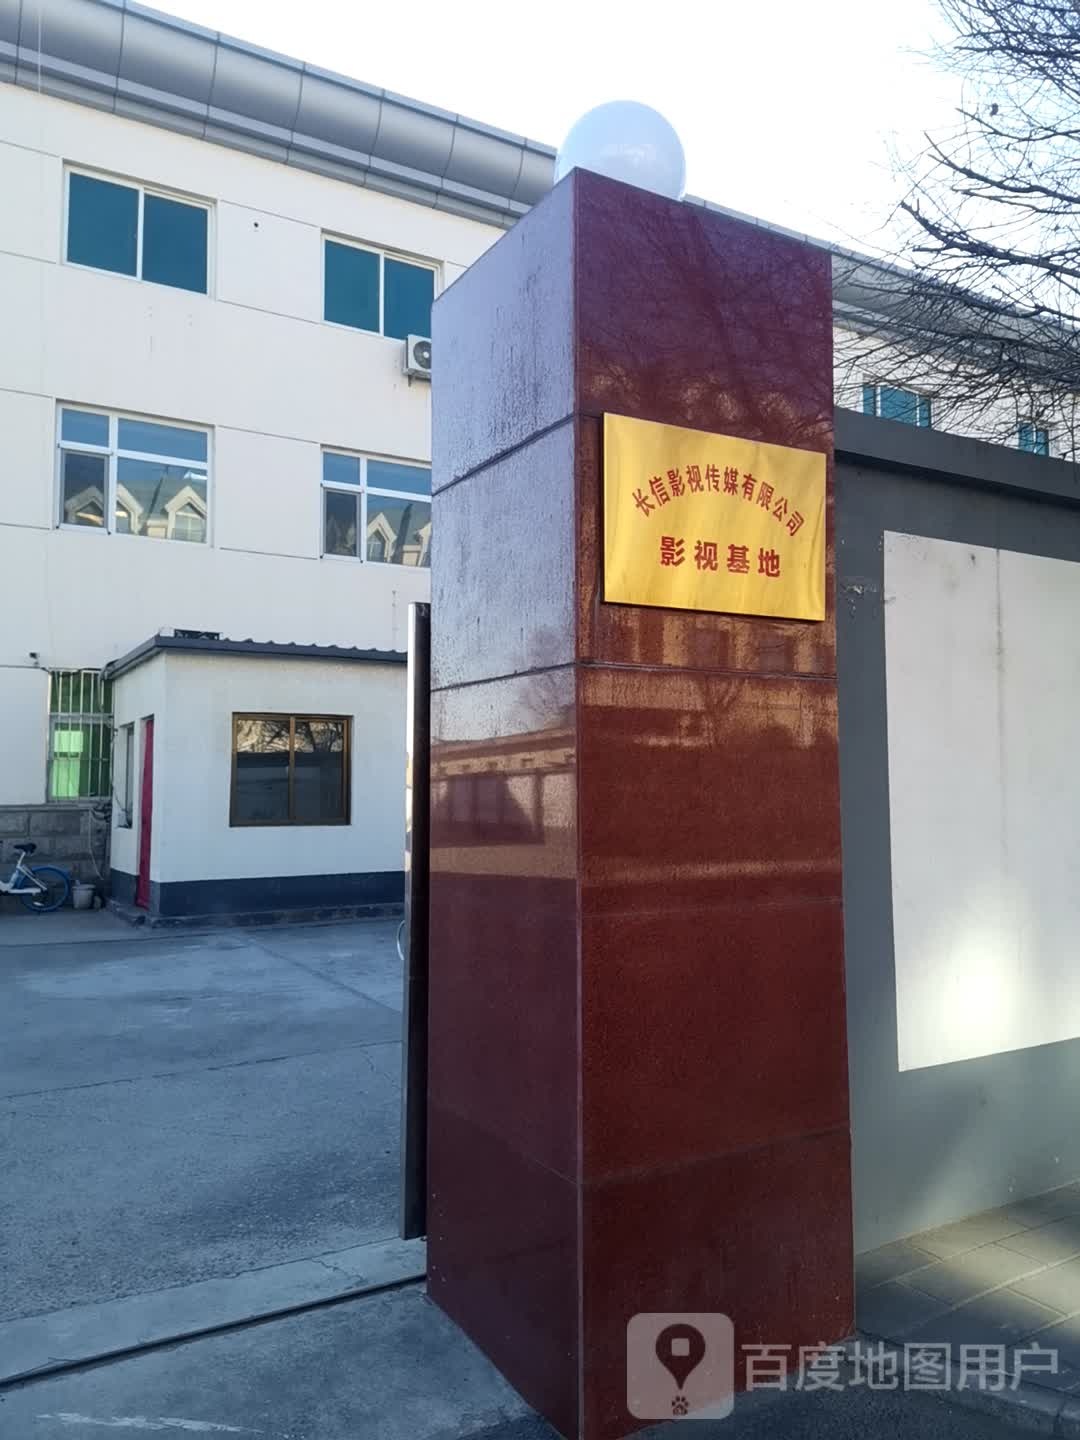 长信影视传媒有限公司
影视基地
百度地图用户